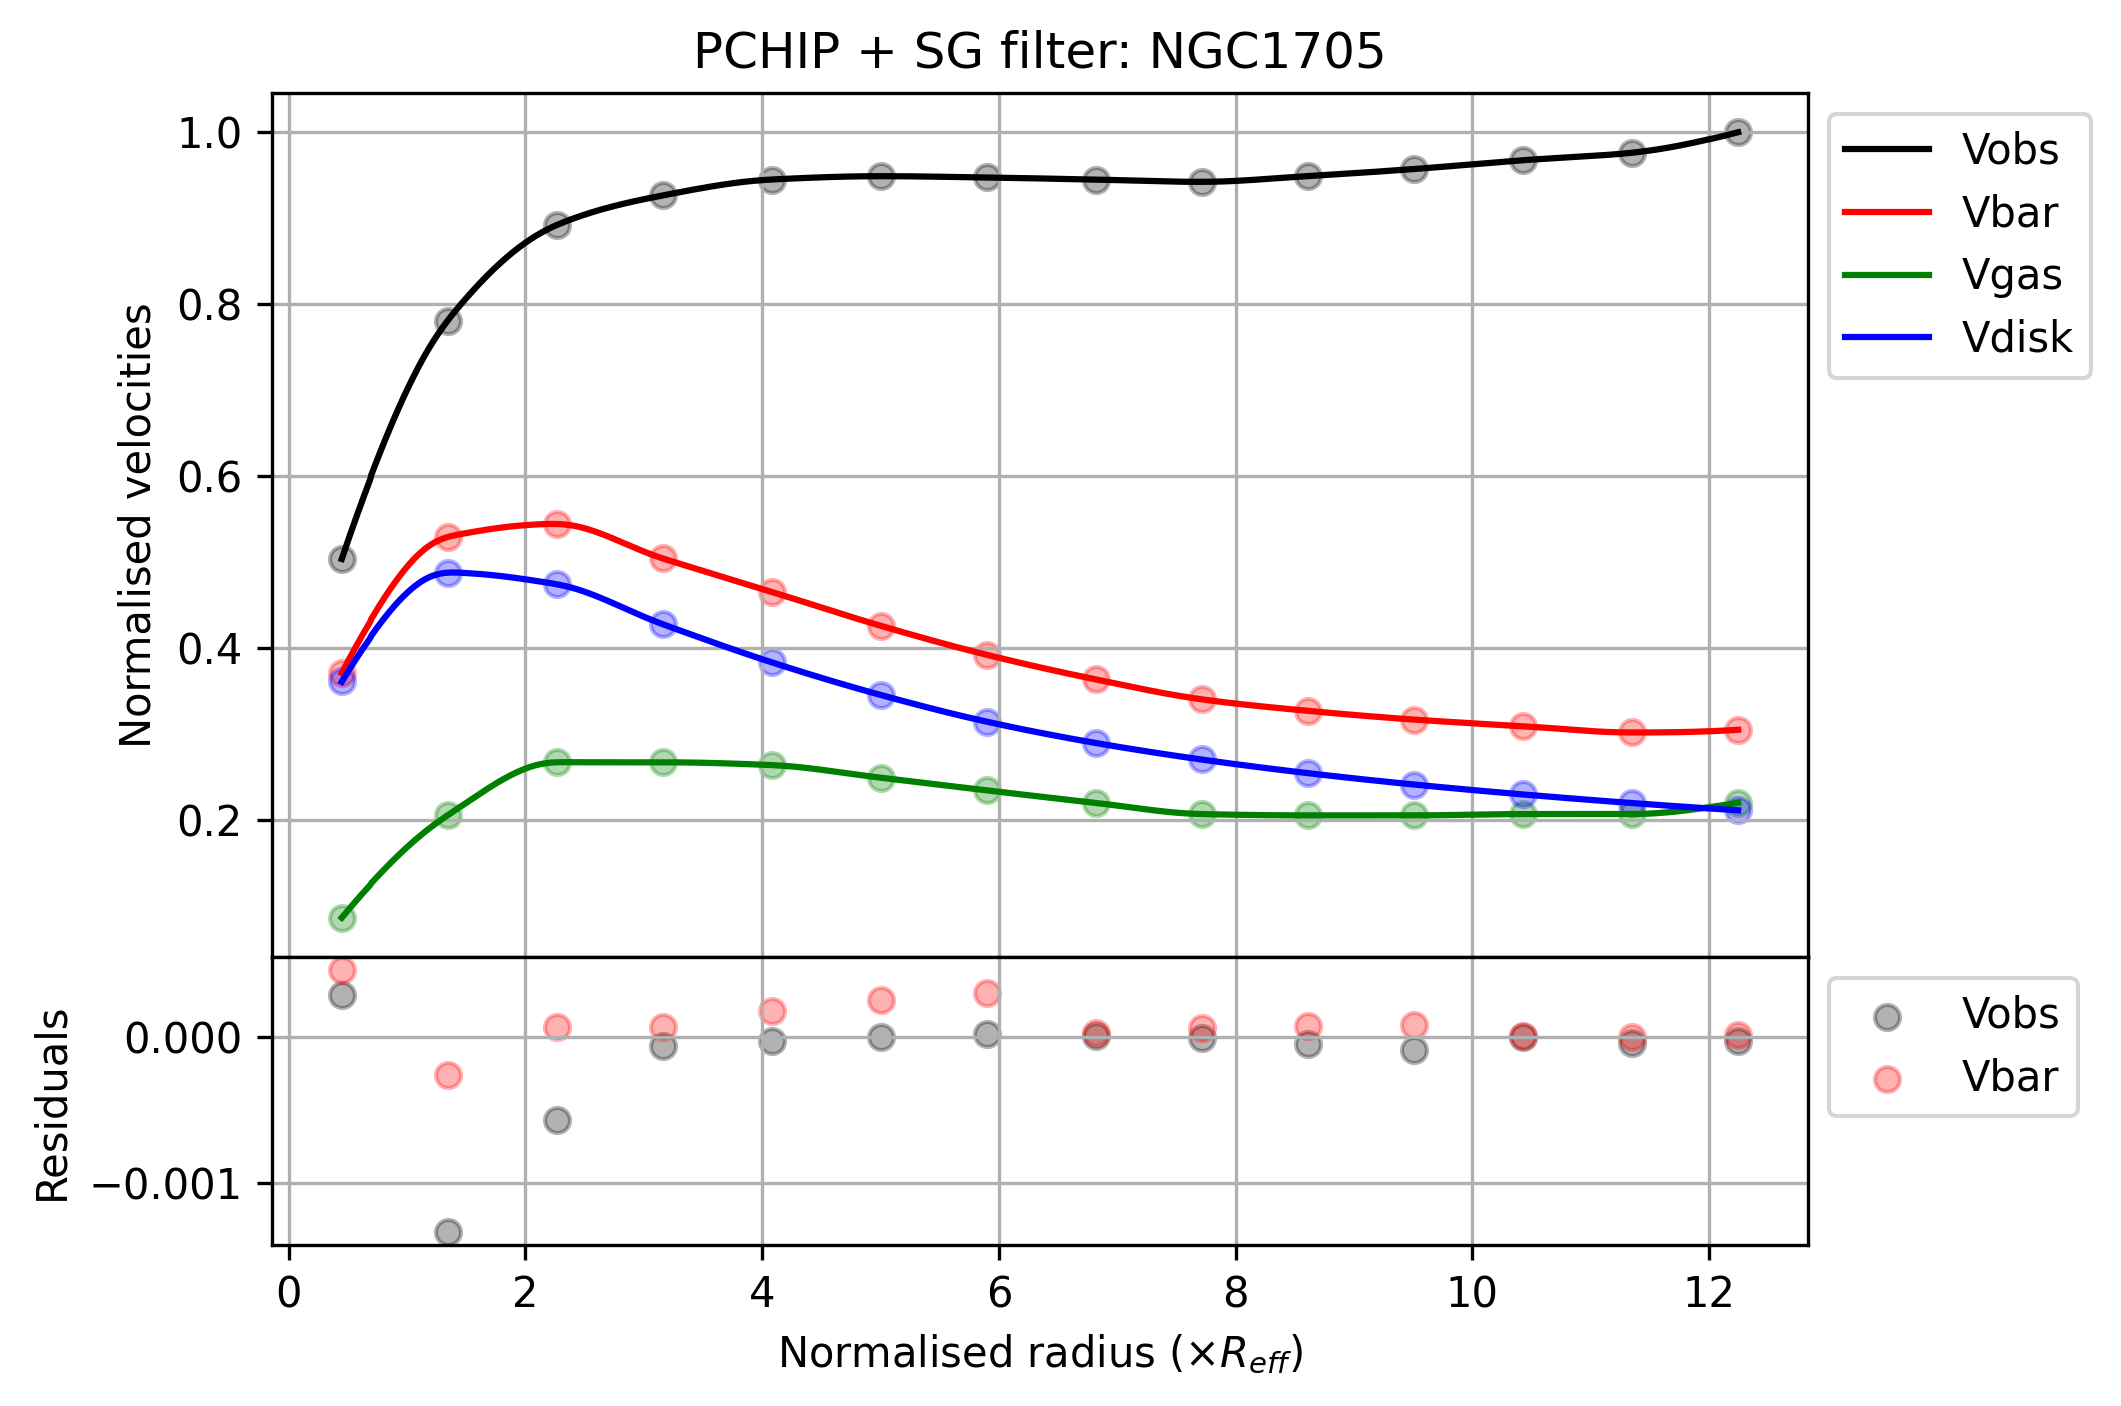 PCHIP + SG filter: NGC1705
Normalised velocities
1.0
0.8
0.6
0.4
0.2
Vobs
Vbar
Vgas
Vdisk
Residuals
0.000
−0.001
Vobs
Vbar
0 2 4 6 8 10 12
Normalised radius (×R_eff)